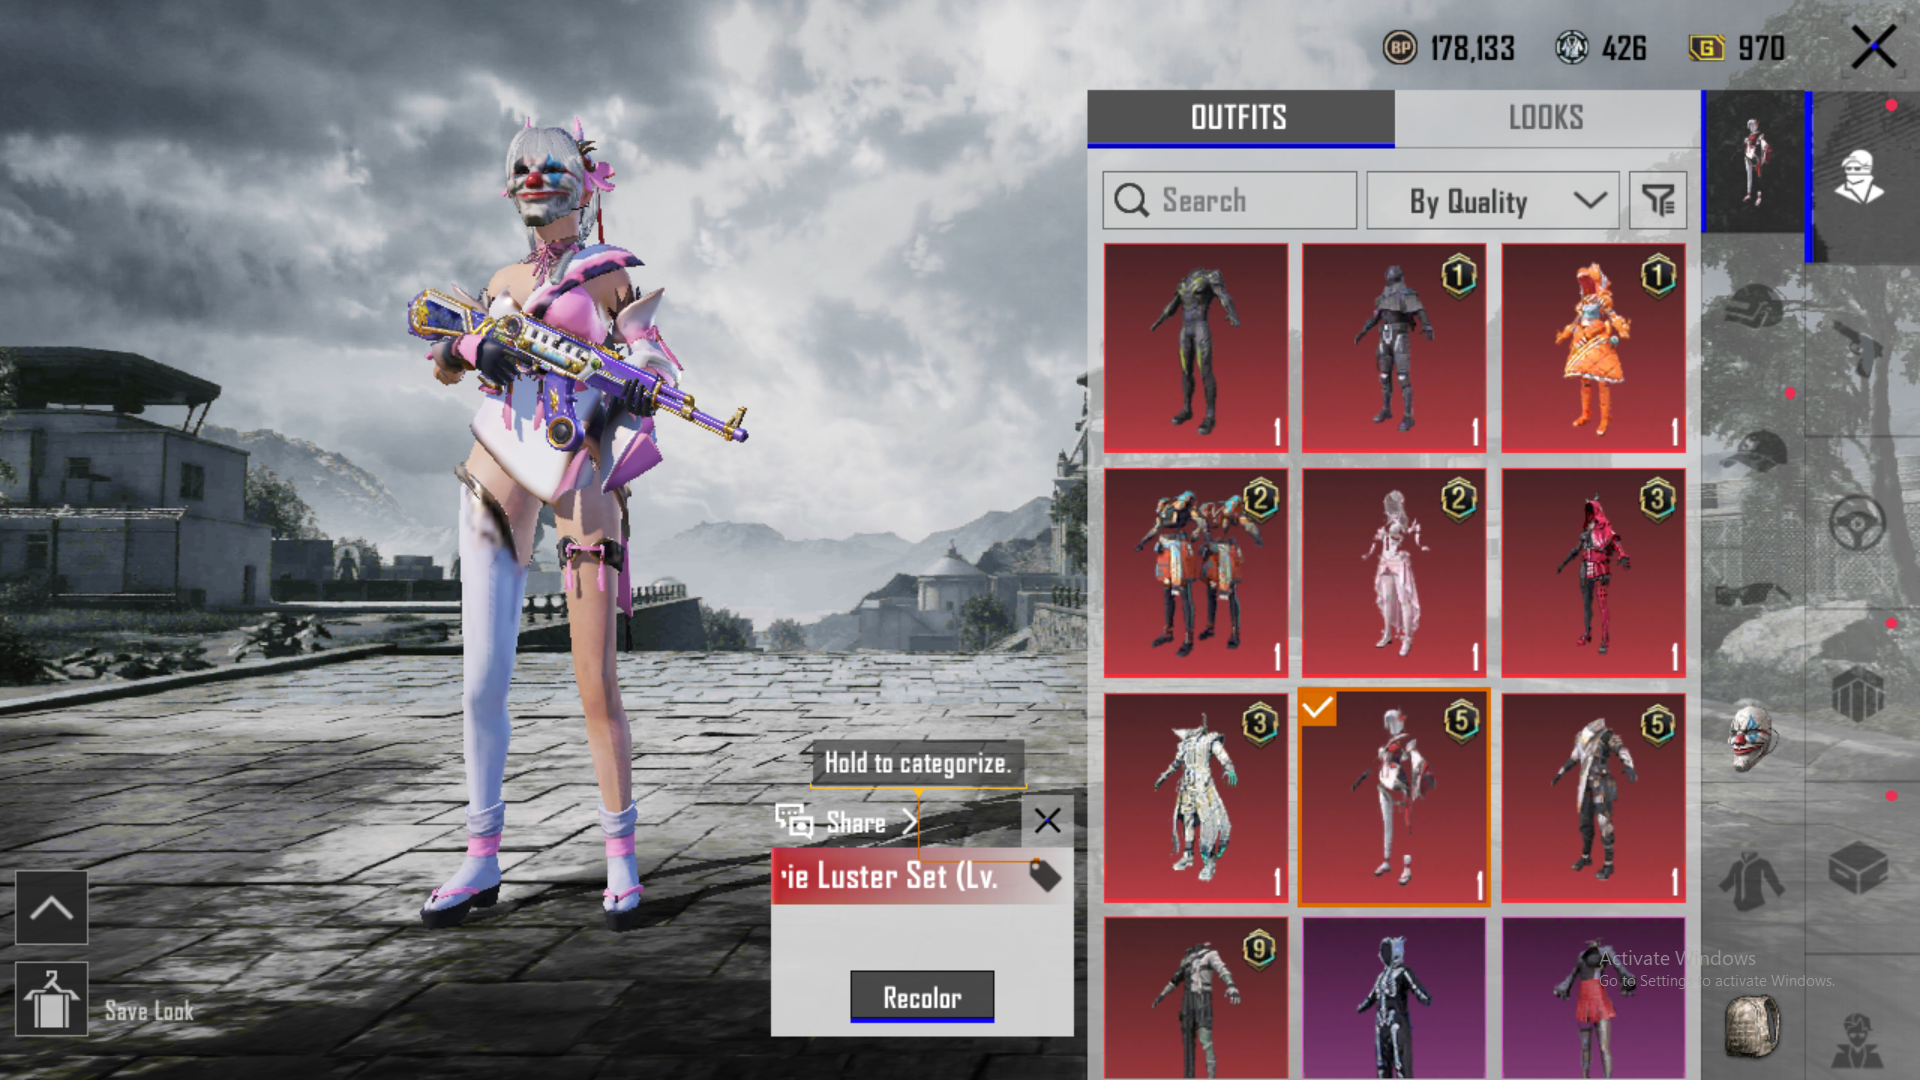 BP 178,133 426 G 970
OUTFITS LOOKS
Search By Quality
1 1
1 1 1
2 2 3
1 1 1
3 5 5
1 1 1
9
Hold to categorize.
Share
rie Luster Set (Lv.
Recolor
Save Look
Activate Windows
Go to Settings to activate Windows.